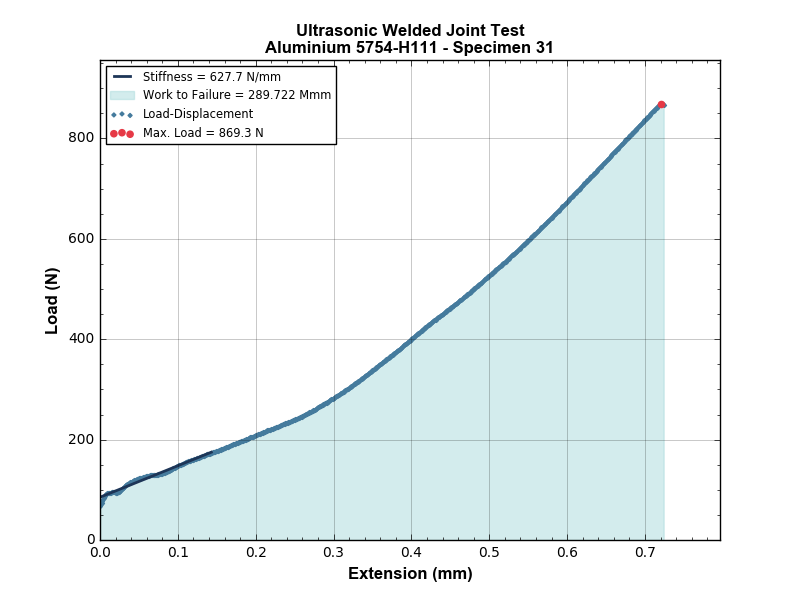 Ultrasonic Welded Joint Test
Aluminium 5754-H111 - Specimen 31
Stiffness = 627.7 N/mm
Work to Failure = 289.722 Mmm
Load-Displacement
Max. Load = 869.3 N
Load (N)
800
600
400
200
0
0.0 0.1 0.2 0.3 0.4 0.5 0.6 0.7
Extension (mm)